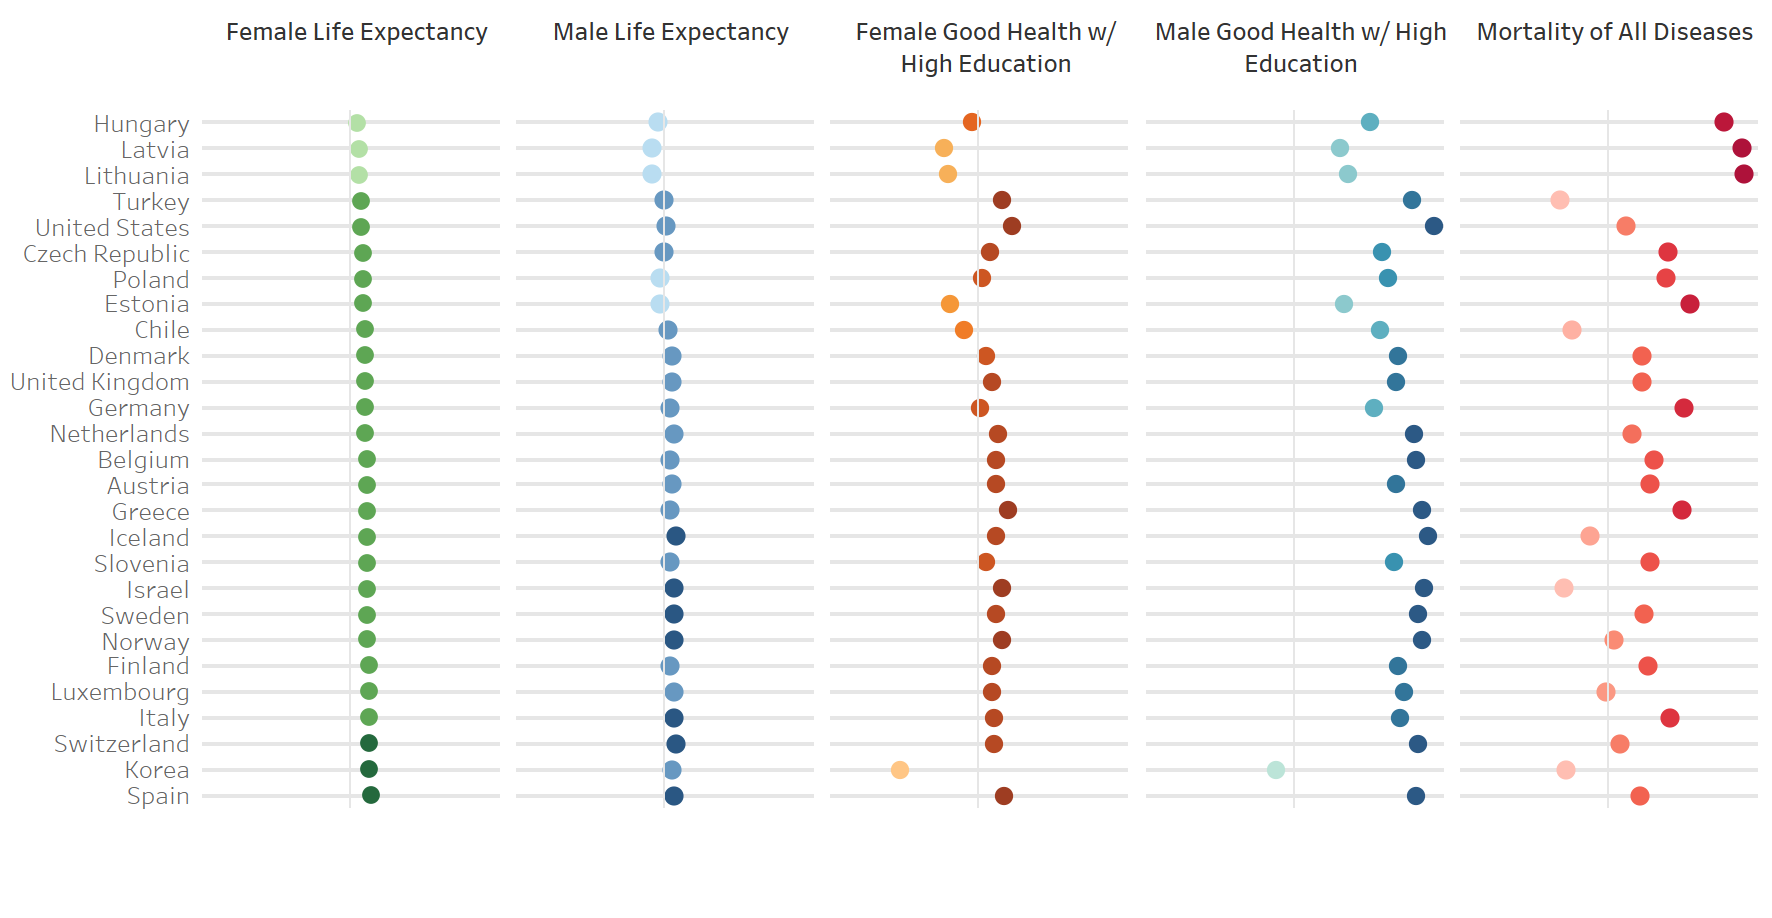 Female Life Expectancy
Male Life Expectancy
Female Good Health w/
High Education
Male Good Health w/ High
Education
Mortality of All Diseases
Hungary
Latvia
Lithuania
Turkey
United States
Czech Republic
Poland
Estonia
Chile
Denmark
United Kingdom
Germany
Netherlands
Belgium
Austria
Greece
Iceland
Slovenia
Israel
Sweden
Norway
Finland
Luxembourg
Italy
Switzerland
Korea
Spain